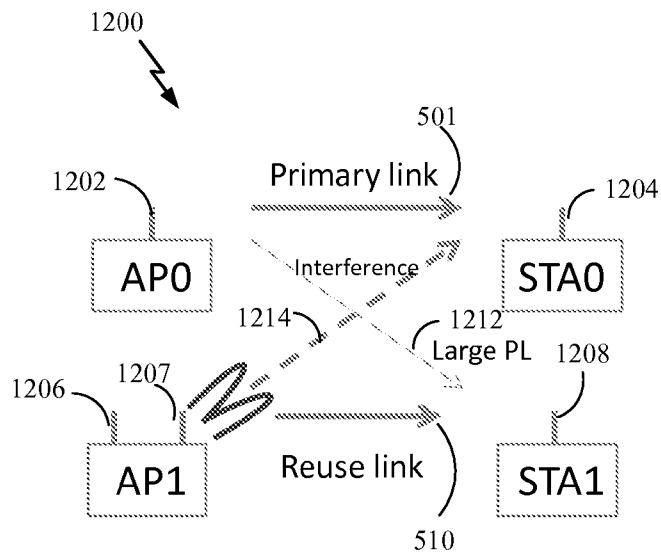 1200
501
1202
Primary link
1204
AP0
Interference
STA0
1214
1212
Large PL
1208
1206
1207
AP1
Reuse link
STA1
510